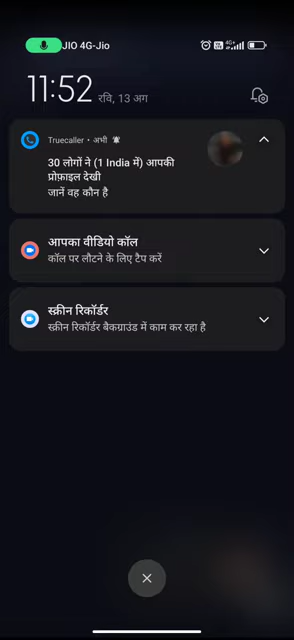 JIO 4G-Jio
4G+
11:52 रवि, 13 अग
Truecaller • अभी
30 लोगों ने (1 India में) आपकी
प्रोफ़ाइल देखी
जानें वह कौन है
आपका वीडियो कॉल
कॉल पर लौटने के लिए टैप करें
स्क्रीन रिकॉर्डर
स्क्रीन रिकॉर्डर बैकग्राउंड में काम कर रहा है